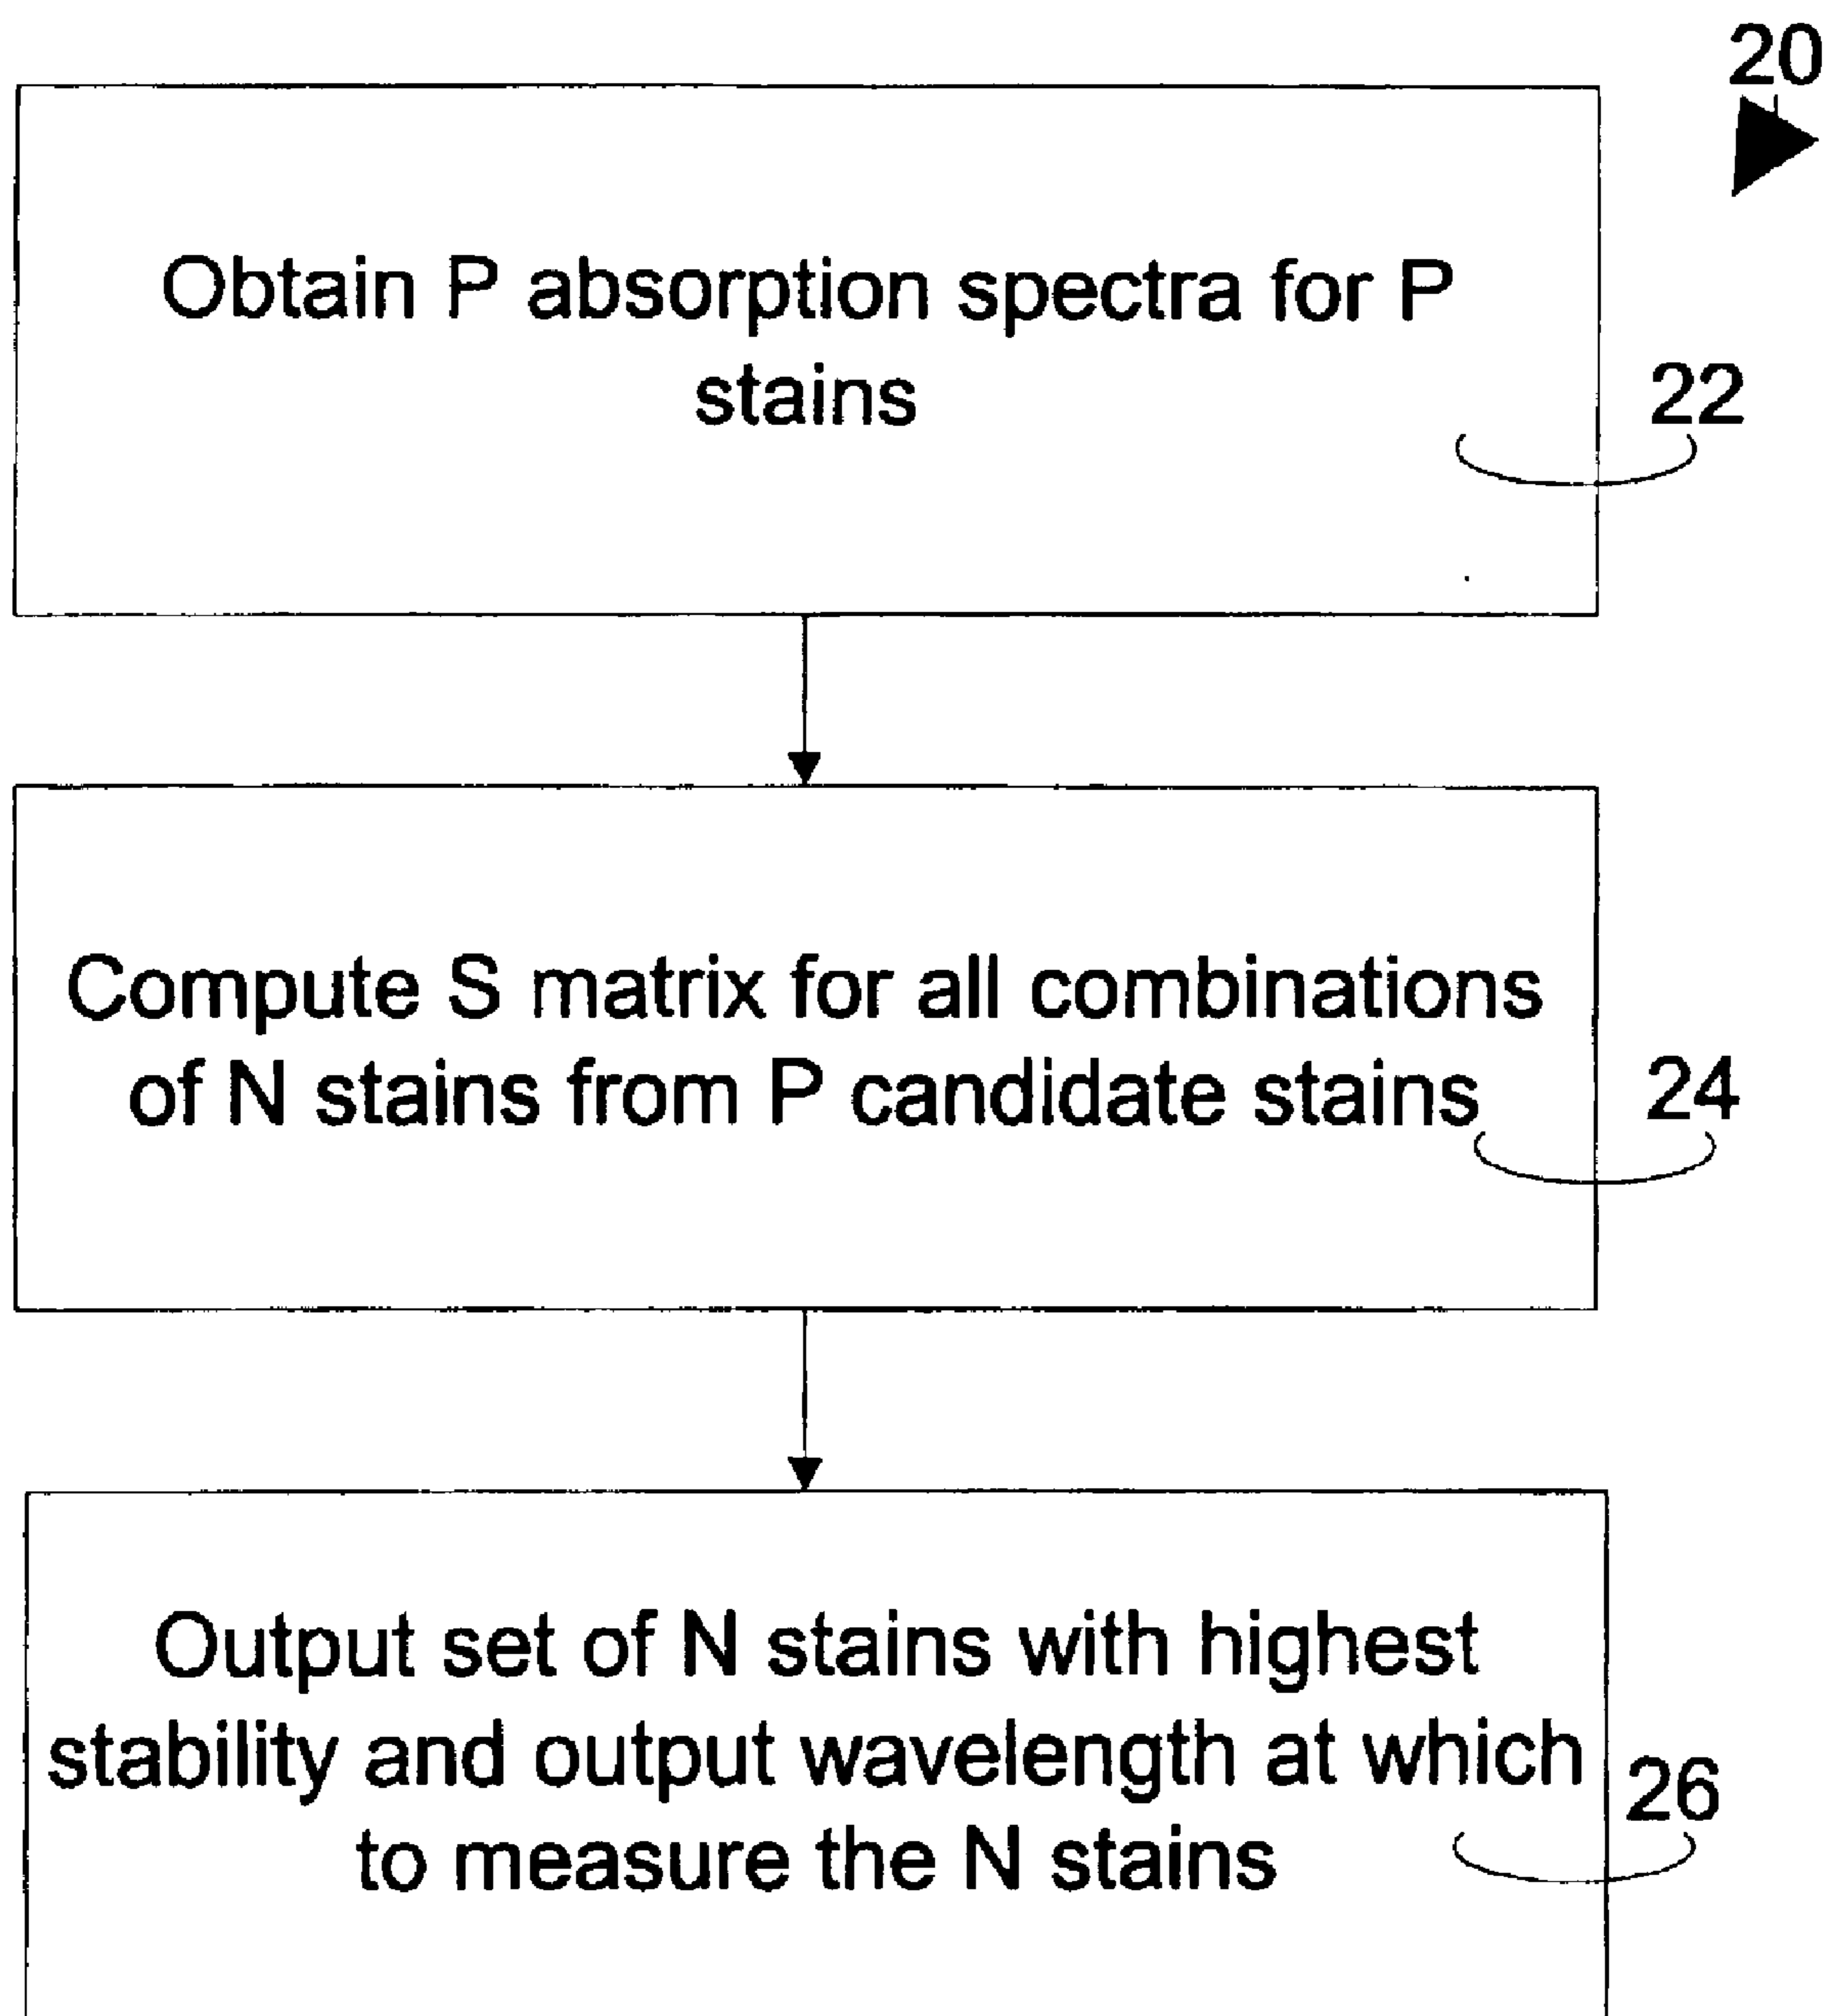 20
Obtain P absorption spectra for P
stains
22
Compute S matrix for all combinations
of N stains from P candidate stains
24
Output set of N stains with highest
stability and output wavelength at which
to measure the N stains
26